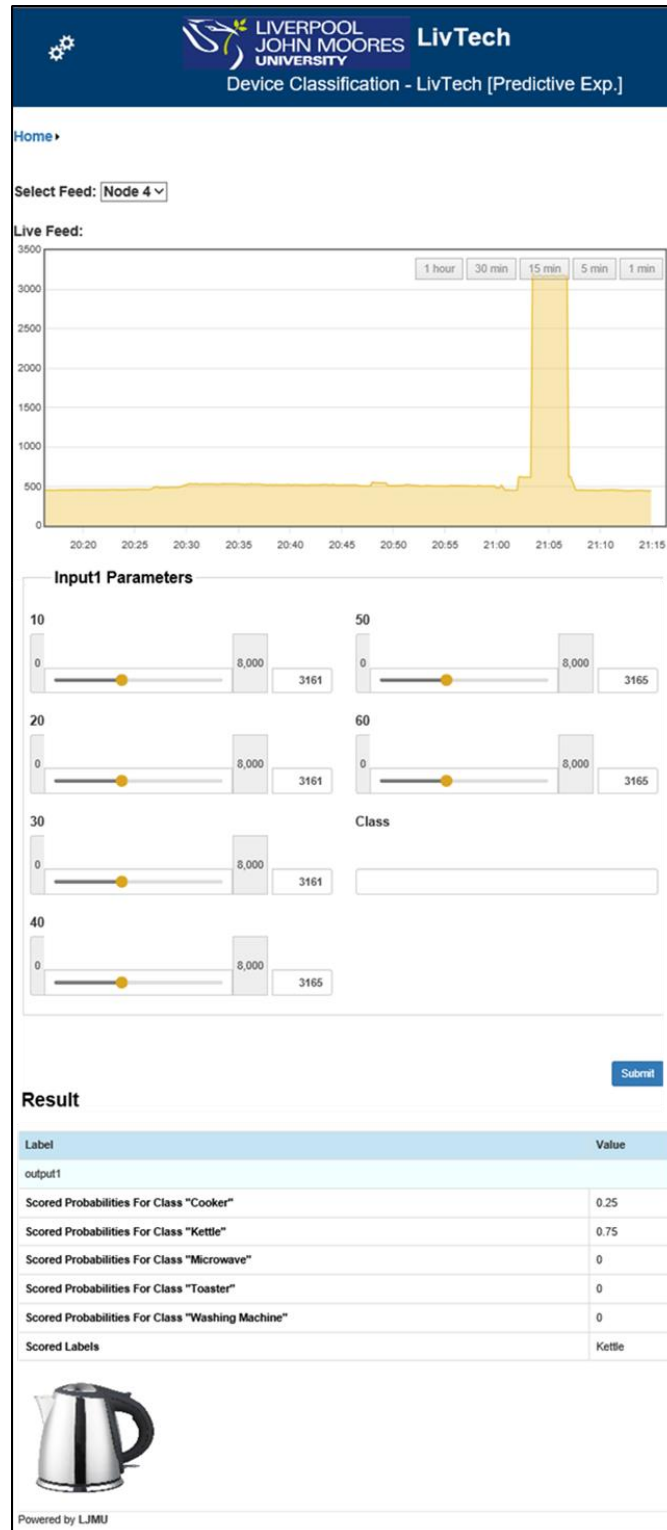 LIVERPOOL
JOHN MOORES
UNIVERSITY
LivTech
Device Classification - LivTech [Predictive Exp.]
Home
Select Feed: Node 4
Live Feed:
1 hour 30 min 15 min 5 min 1 min
3500
3000
2500
2000
1500
1000
500
0
20:20 20:25 20:30 20:35 20:40 20:45 20:50 20:55 21:00 21:05 21:10 21:15
Input1 Parameters
10
0 8,000 3161
50
0 8,000 3165
20
0 8,000 3161
60
0 8,000 3165
30
0 8,000 3161
Class
40
0 8,000 3165
Submit
Result
Label Value
output1
Scored Probabilities For Class "Cooker" 0.25
Scored Probabilities For Class "Kettle" 0.75
Scored Probabilities For Class "Microwave" 0
Scored Probabilities For Class "Toaster" 0
Scored Probabilities For Class "Washing Machine" 0
Scored Labels Kettle
Powered by LJMU